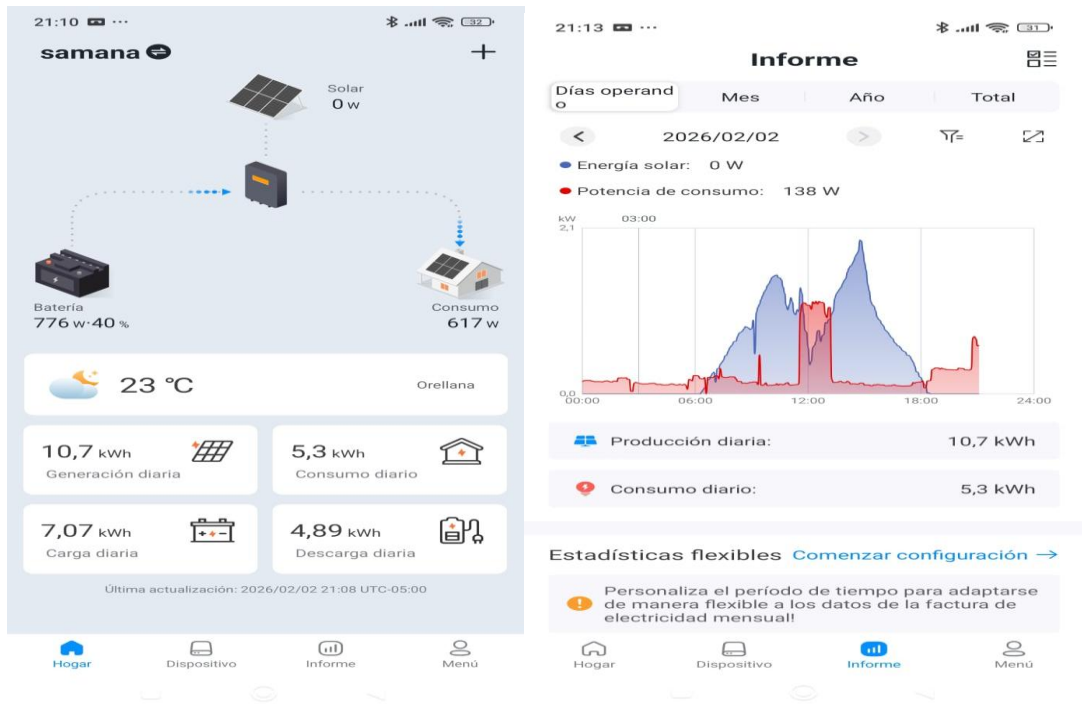 21:10 ... 32
samana
Solar
0 w
Batería
776 w·40 %
Consumo
617 w
23 °C
Orellana
10,7 kWh
Generación diaria
5,3 kWh
Consumo diario
7,07 kWh
Carga diaria
4,89 kWh
Descarga diaria
Última actualización: 2026/02/02 21:08 UTC-05:00
Hogar Dispositivo Informe Menú
21:13 ... 31
Informe
Días operand
o
Mes Año Total
2026/02/02
Energía solar: 0 W
Potencia de consumo: 138 W
kW 03:00
2,1
0,0
00:00 06:00 12:00 18:00 24:00
Producción diaria: 10,7 kWh
Consumo diario: 5,3 kWh
Estadísticas flexibles Comenzar configuración →
Personaliza el período de tiempo para adaptarse
de manera flexible a los datos de la factura de
electricidad mensual!
Hogar Dispositivo Informe Menú